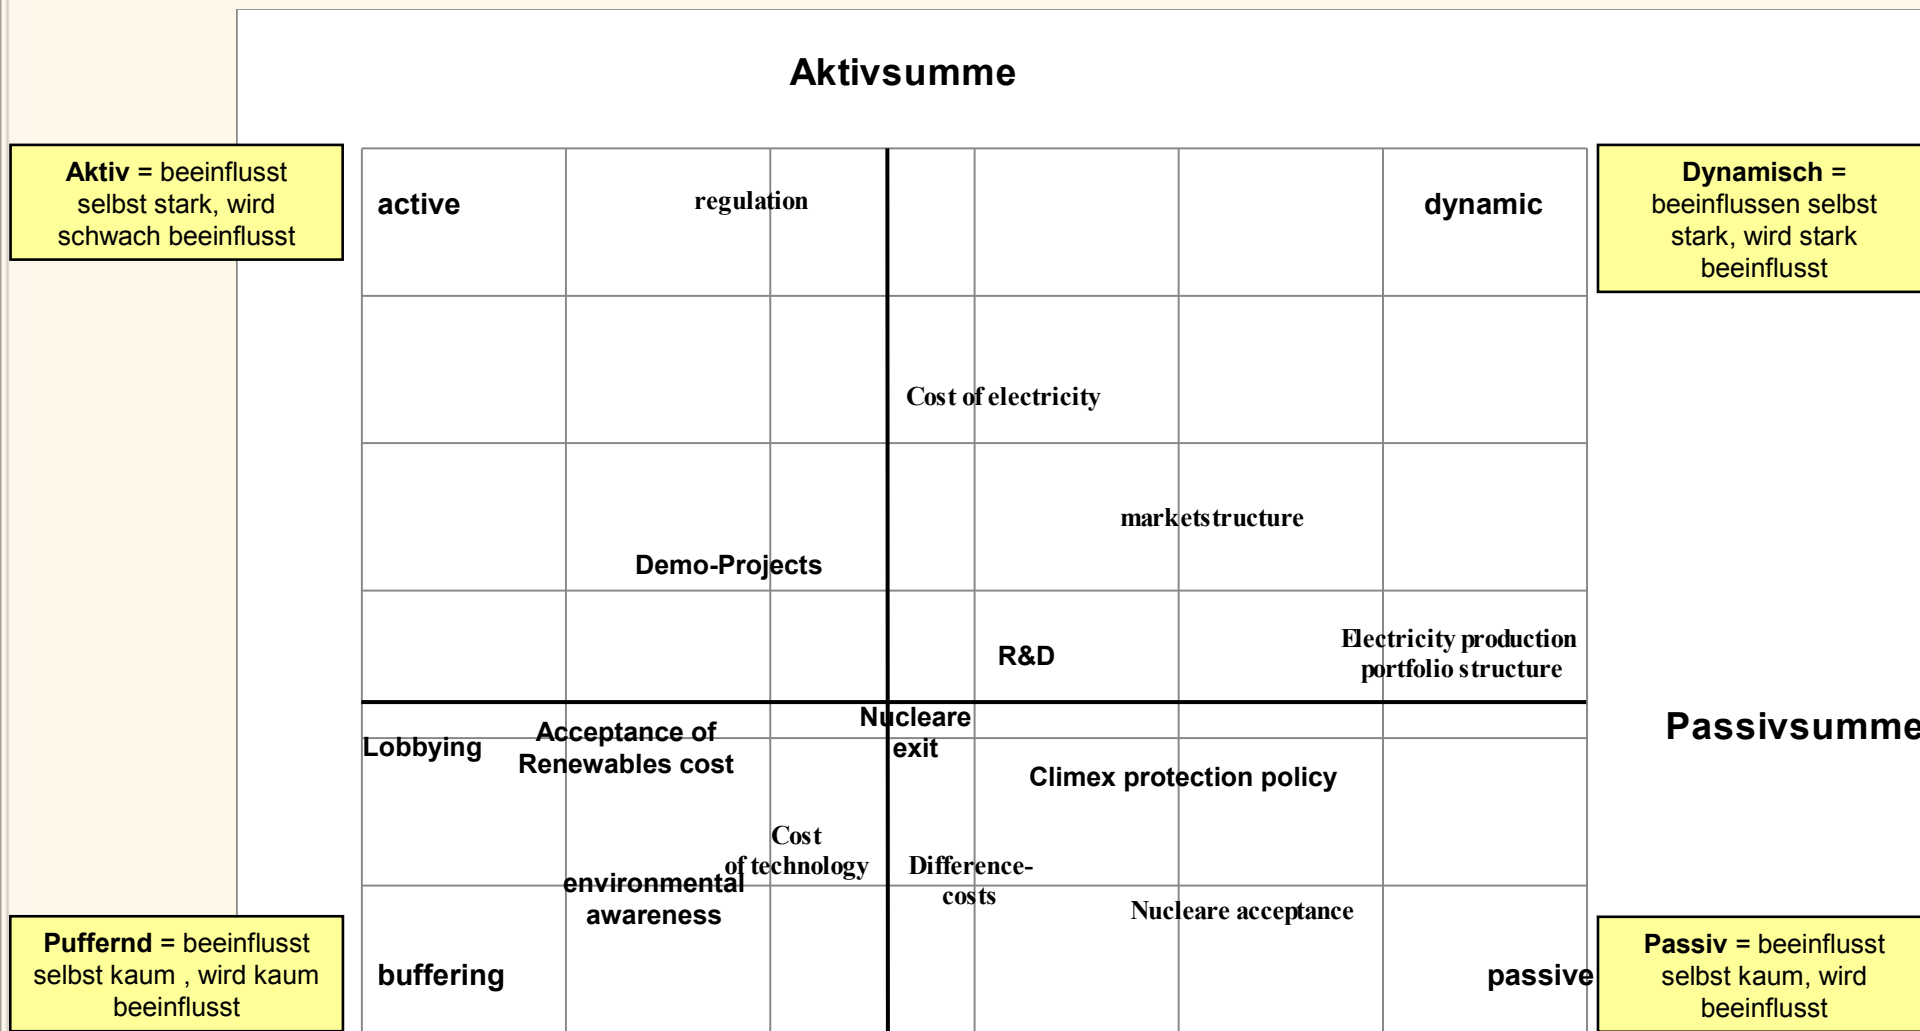 Aktivsumme
Aktiv = beeinflusst
selbst stark, wird
schwach beeinflusst
active
regulation
dynamic
Dynamisch =
beeinflussen selbst
stark, wird stark
beeinflusst
Cost of electricity
marketstructure
Demo-Projects
R&D
Electricity production
portfolio structure
Lobbying
Acceptance of
Renewables cost
Nucleare
exit
Passivsumme
Climex protection policy
Cost
of technology
environmental
awareness
Difference-
costs
Nucleare acceptance
Puffernd = beeinflusst
selbst kaum , wird kaum
beeinflusst
buffering
passive
Passiv = beeinflusst
selbst kaum, wird
beeinflusst